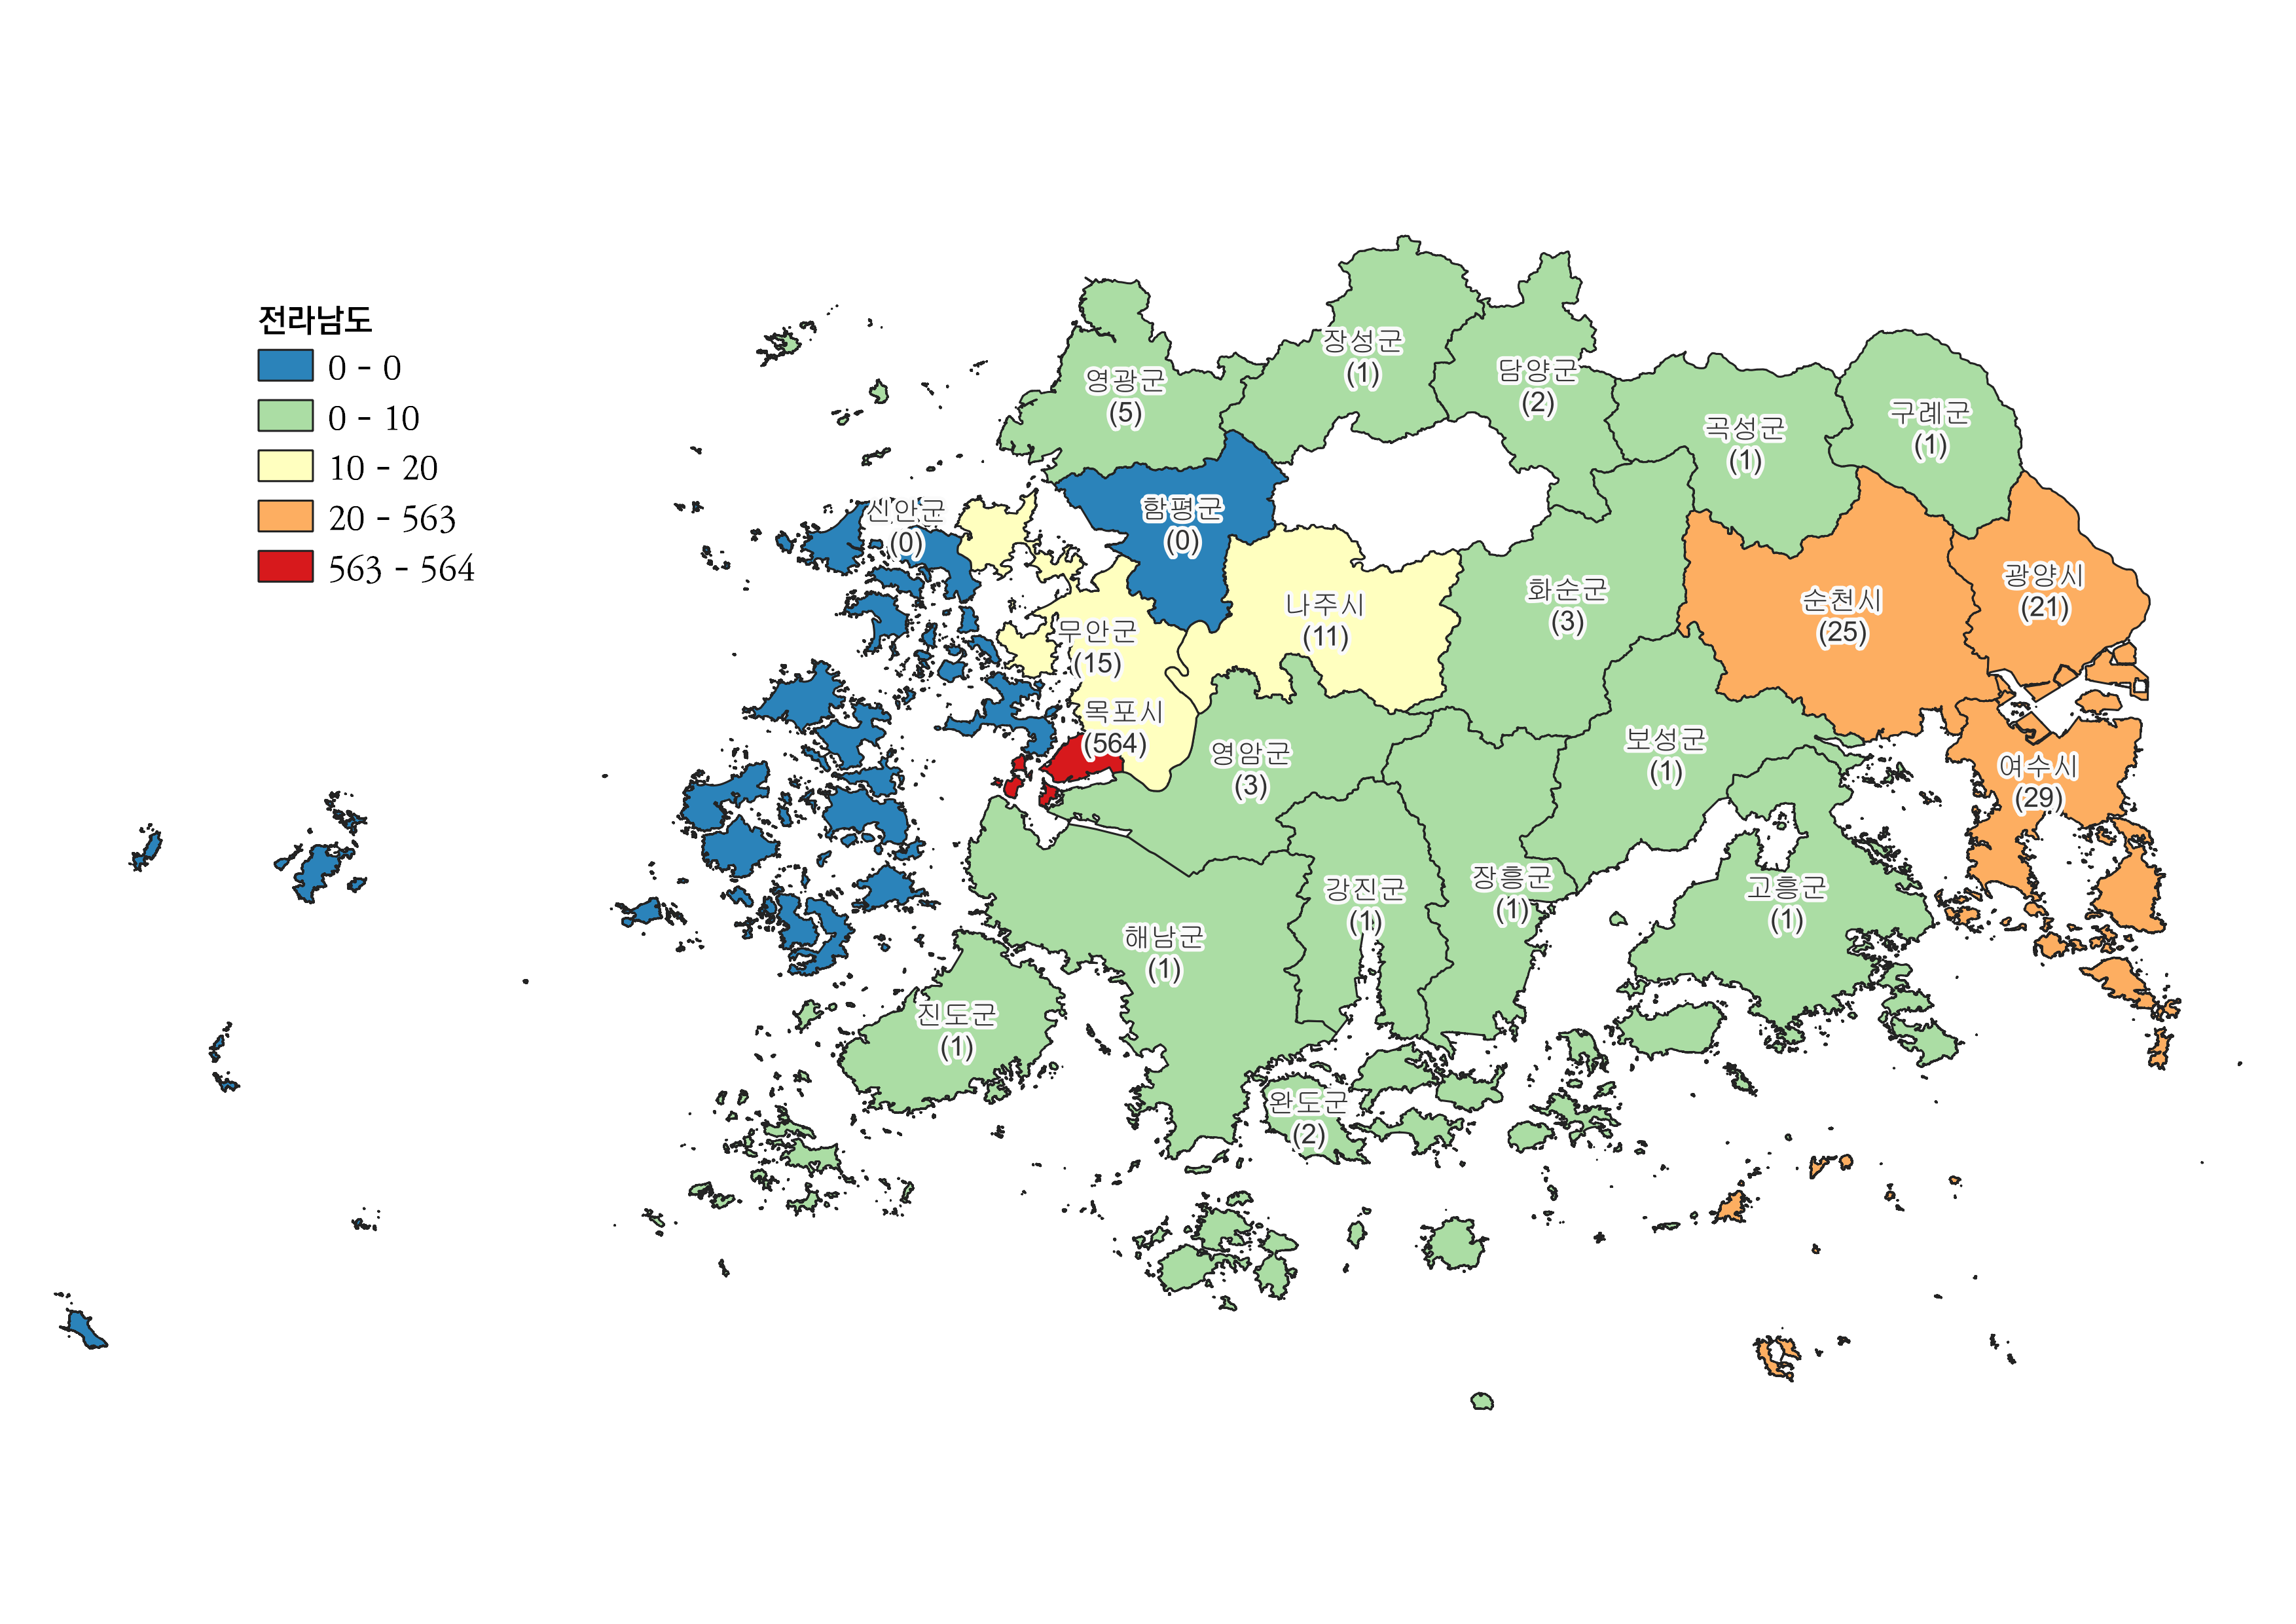 전라남도
0 - 0
0 - 10
10 - 20
20 - 563
563 - 564
장성군
(1)
담양군
(2)
영광군
(5)
구례군
(1)
곡성군
(1)
신안군
(0)
함평군
(0)
광양시
(21)
화순군
(3)
나주시
(11)
순천시
(25)
무안군
(15)
목포시
(564)
영암군
(3)
보성군
(1)
여수시
(29)
강진군
(1)
장흥군
(1)
고흥군
(1)
해남군
(1)
진도군
(1)
완도군
(2)